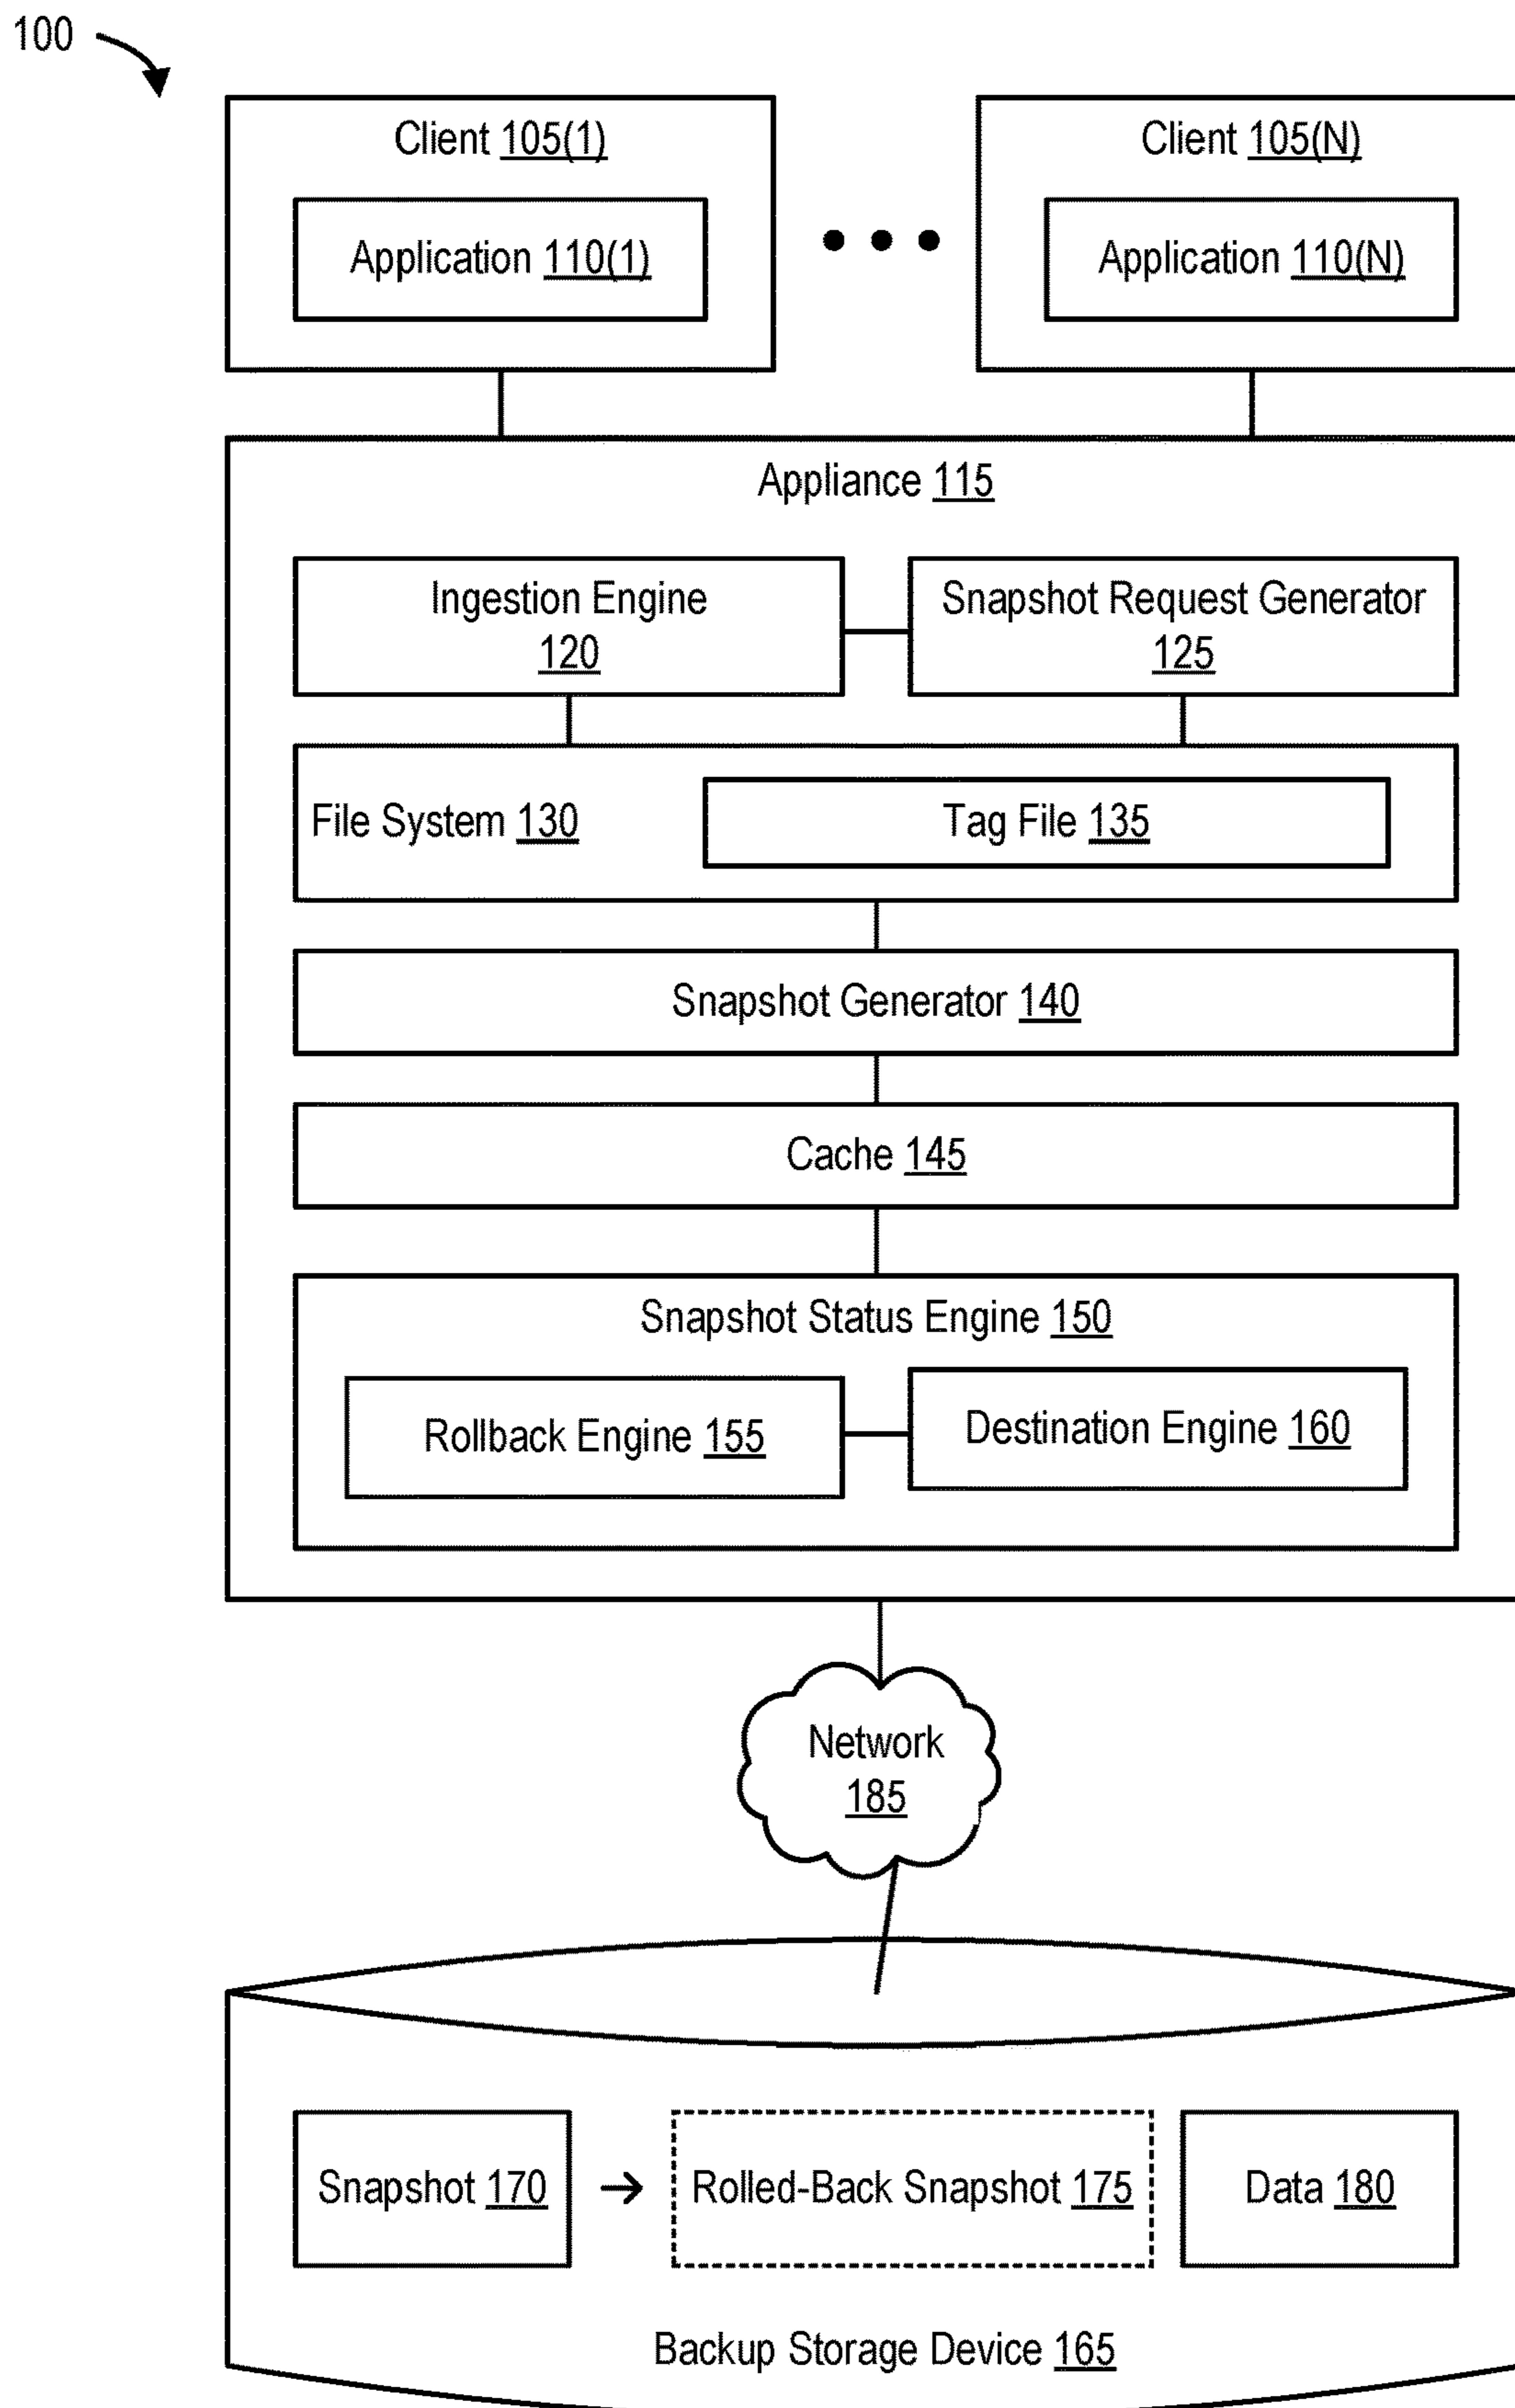 100
Client 105(1)
Client 105(N)
Application 110(1)
Application 110(N)
Appliance 115
Ingestion Engine
120
Snapshot Request Generator
125
File System 130
Tag File 135
Snapshot Generator 140
Cache 145
Snapshot Status Engine 150
Rollback Engine 155
Destination Engine 160
Network
185
Snapshot 170
Rolled-Back Snapshot 175
Data 180
Backup Storage Device 165